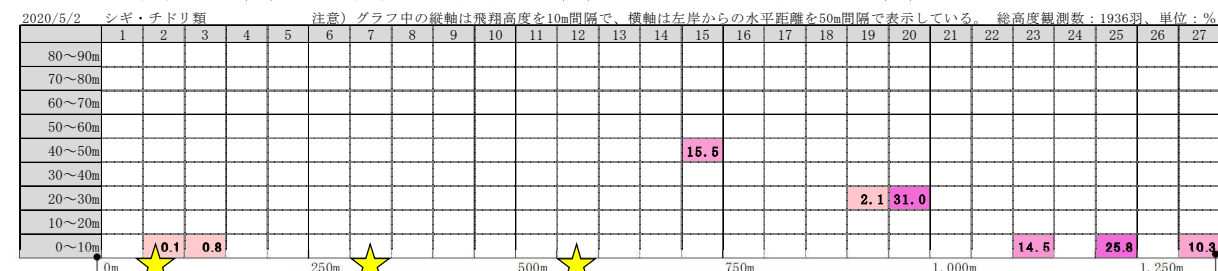 2020/5/2 シギ・チドリ類 注意）グラフ中の縦軸は飛翔高度を10m間隔で、横軸は左岸からの水平距離を50m間隔で表示している。 総高度観測数：1936羽、単位：%
1 2 3 4 5 6 7 8 9 10 11 12 13 14 15 16 17 18 19 20 21 22 23 24 25 26 27
80～90m
70～80m
60～70m
50～60m
40～50m 15.5
30～40m
20～30m 2.1 31.0
10～20m
0～10m 0.1 0.8 14.5 25.8 10.3
0m 250m 500m 750m 1,000m 1,250m